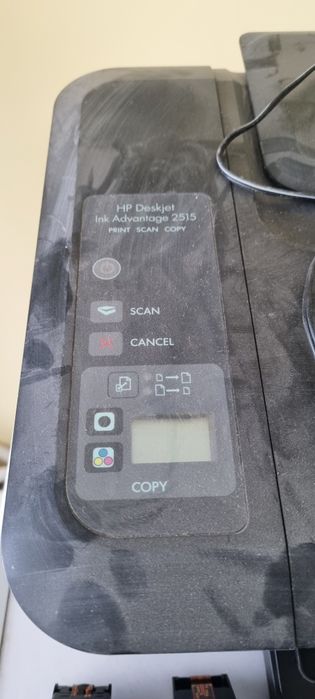 HP Deskjet
Ink Advantage 2515
PRINT SCAN COPY
SCAN
CANCEL
COPY